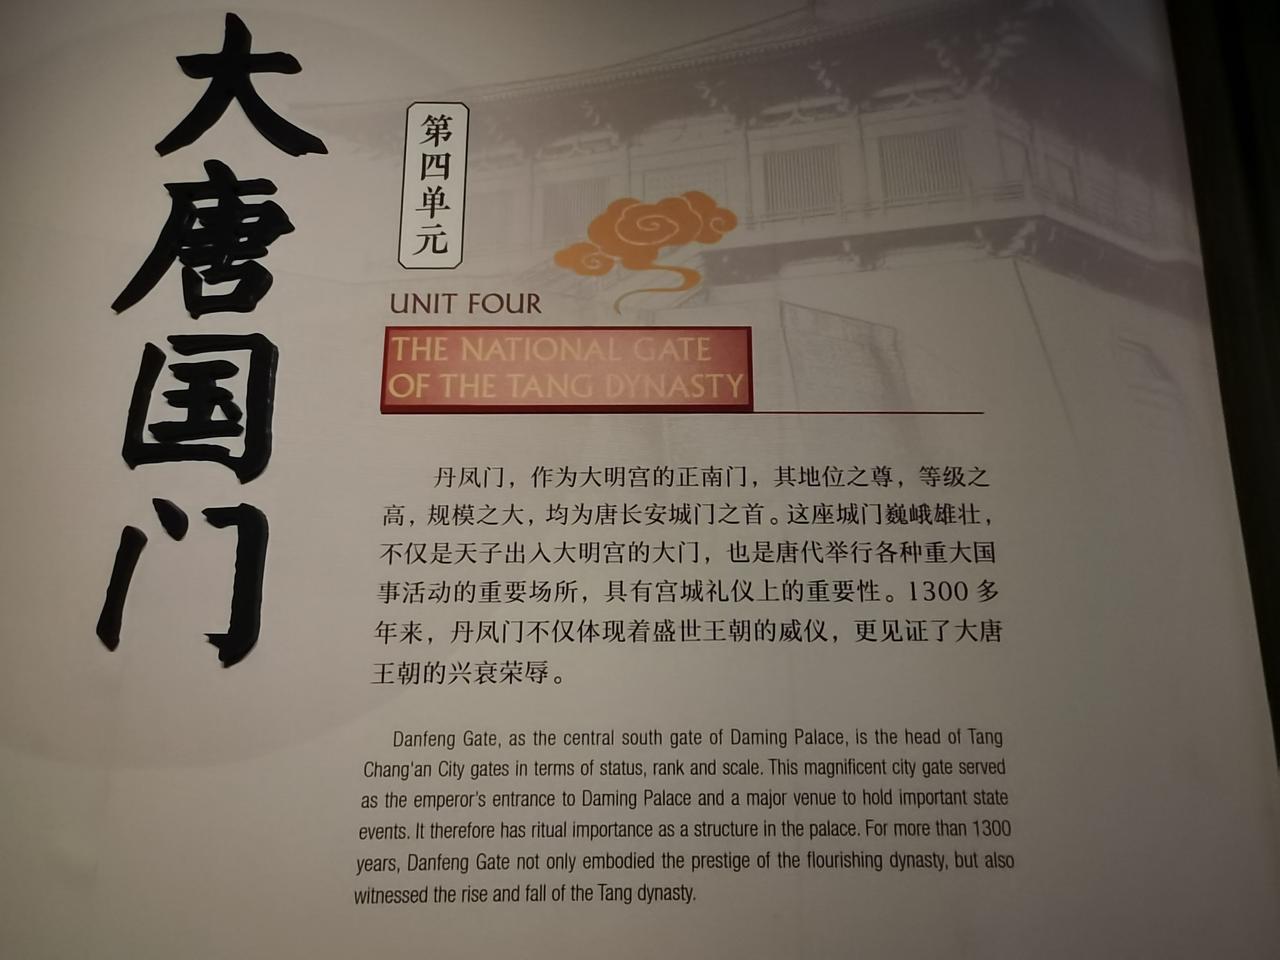 大唐国门
第四单元
UNIT FOUR
THE NATIONAL GATE
OF THE TANG DYNASTY
丹凤门，作为大明宫的正南门，其地位之尊，等级之
高，规模之大，均为唐长安城门之首。这座城门巍峨雄壮，
不仅是天子出入大明宫的大门，也是唐代举行各种重大国
事活动的重要场所，具有宫城礼仪上的重要性。1300 多
年来，丹凤门不仅体现着盛世王朝的威仪，更见证了大唐
王朝的兴衰荣辱。
Danfeng Gate, as the central south gate of Daming Palace, is the head of Tang
Chang'an City gates in terms of status, rank and scale. This magnificent city gate served
as the emperor's entrance to Daming Palace and a major venue to hold important state
events. It therefore has ritual importance as a structure in the palace. For more than 1300
years, Danfeng Gate not only embodied the prestige of the flourishing dynasty, but also
witnessed the rise and fall of the Tang dynasty.